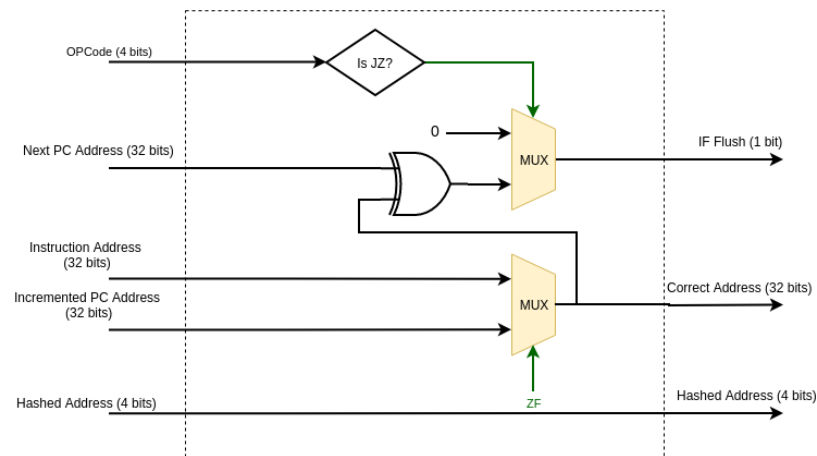 OPCode (4 bits)
Is JZ?
Next PC Address (32 bits)
0
MUX
IF Flush (1 bit)
Instruction Address
(32 bits)
Incremented PC Address
(32 bits)
MUX
Correct Address (32 bits)
ZF
Hashed Address (4 bits)
Hashed Address (4 bits)